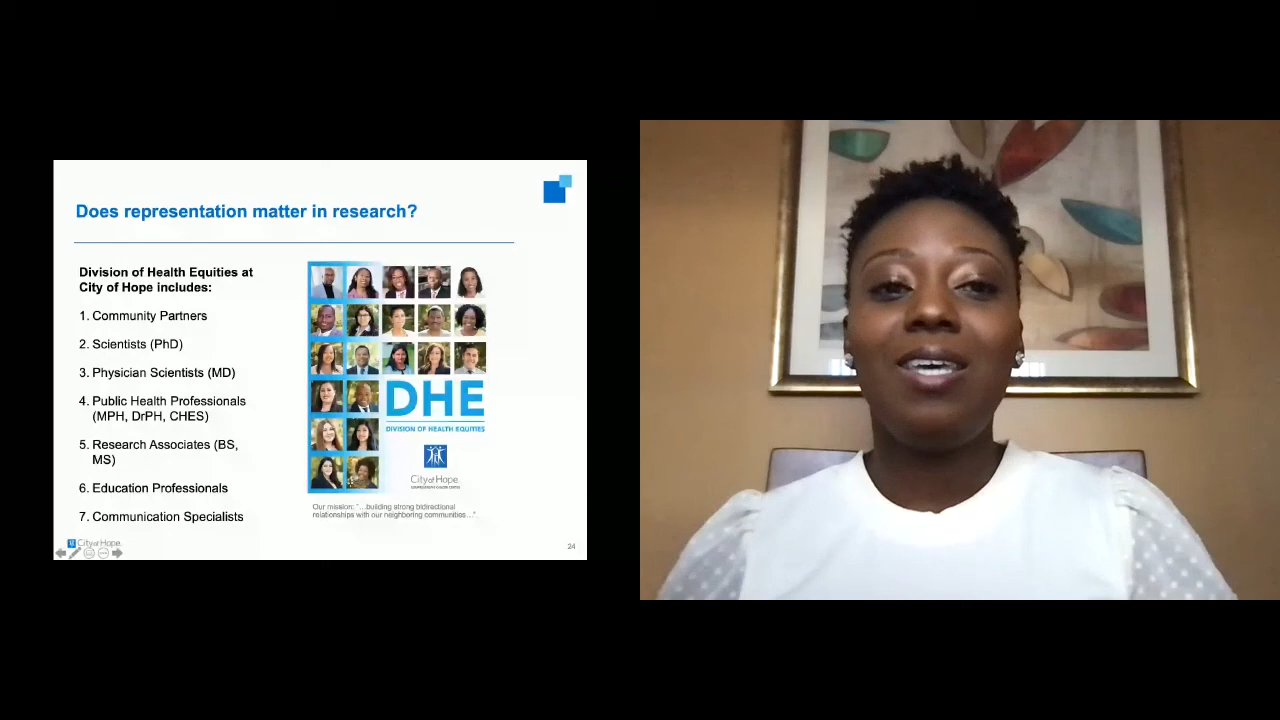 Does representation matter in research?
Division of Health Equities at
City of Hope includes:
1. Community Partners
2. Scientists (PhD)
3. Physician Scientists (MD)
4. Public Health Professionals
(MPH, DrPH, CHES)
5. Research Associates (BS,
MS)
6. Education Professionals
7. Communication Specialists
DHE
DIVISION OF HEALTH EQUITIES
City of Hope.
Our mission: "…building strong bidirectional
relationships with our neighboring communities…".
City of Hope.
24